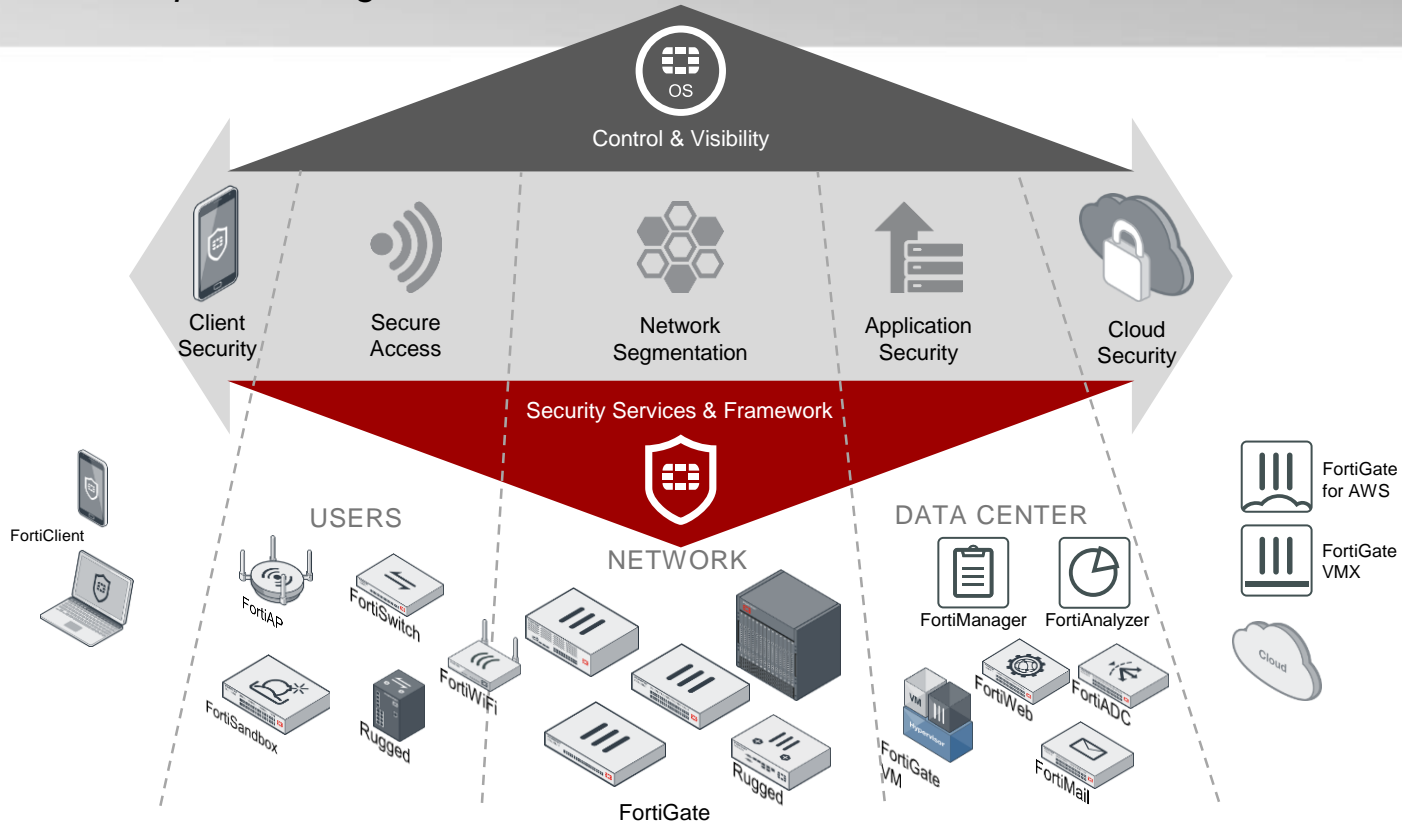 OS
Control & Visibility
Client
Security
Secure
Access
Network
Segmentation
Application
Security
Cloud
Security
Security Services & Framework
FortiClient
USERS
FortiAP
FortiSwitch
FortiSandbox
Rugged
FortiWiFi
NETWORK
Rugged
FortiGate
DATA CENTER
FortiManager
FortiAnalyzer
VM
Hypervisor
FortiGate
VM
FortiWeb
FortiADC
FortiMail
FortiGate
for AWS
FortiGate
VMX
Cloud